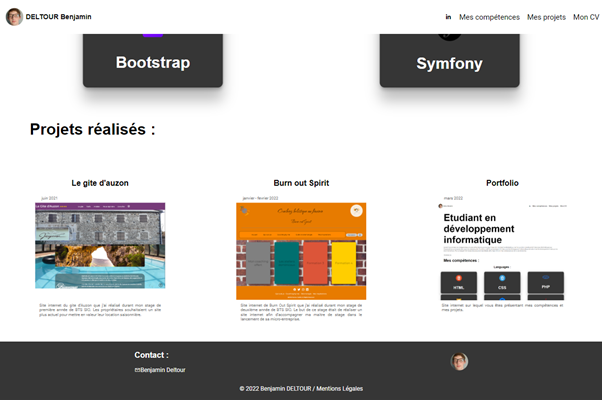 DELTOUR Benjamin
in Mes compétences Mes projets Mon CV
Bootstrap
Symfony
Projets réalisés :
Le gite d'auzon
Burn out Spirit
Portfolio
juin 2021
janvier- février 2022
mars 2022
Etudiant en
développement
informatique
Mes compétences :
Langages :
HTML
CSS
PHP
Site internet du gite d'Auzon que j'ai réalisé durant mon stage de
première année de BTS SIO. Les propriétaires souhaitaient un site
plus actuel pour mettre en valeur leur location saisonnière.
Site internet de Burn Out Spirit que j'ai réalisé durant mon stage de
deuxième année de BTS SIO. Le but de ce stage était de réaliser un
site internet afin d'accompagner ma maitre de stage dans le
lancement de sa micro-entreprise.
Site internet sur lequel vous êtes présentant mes compétences et
mes projets.
Contact :
Benjamin Deltour
© 2022 Benjamin DELTOUR / Mentions Légales